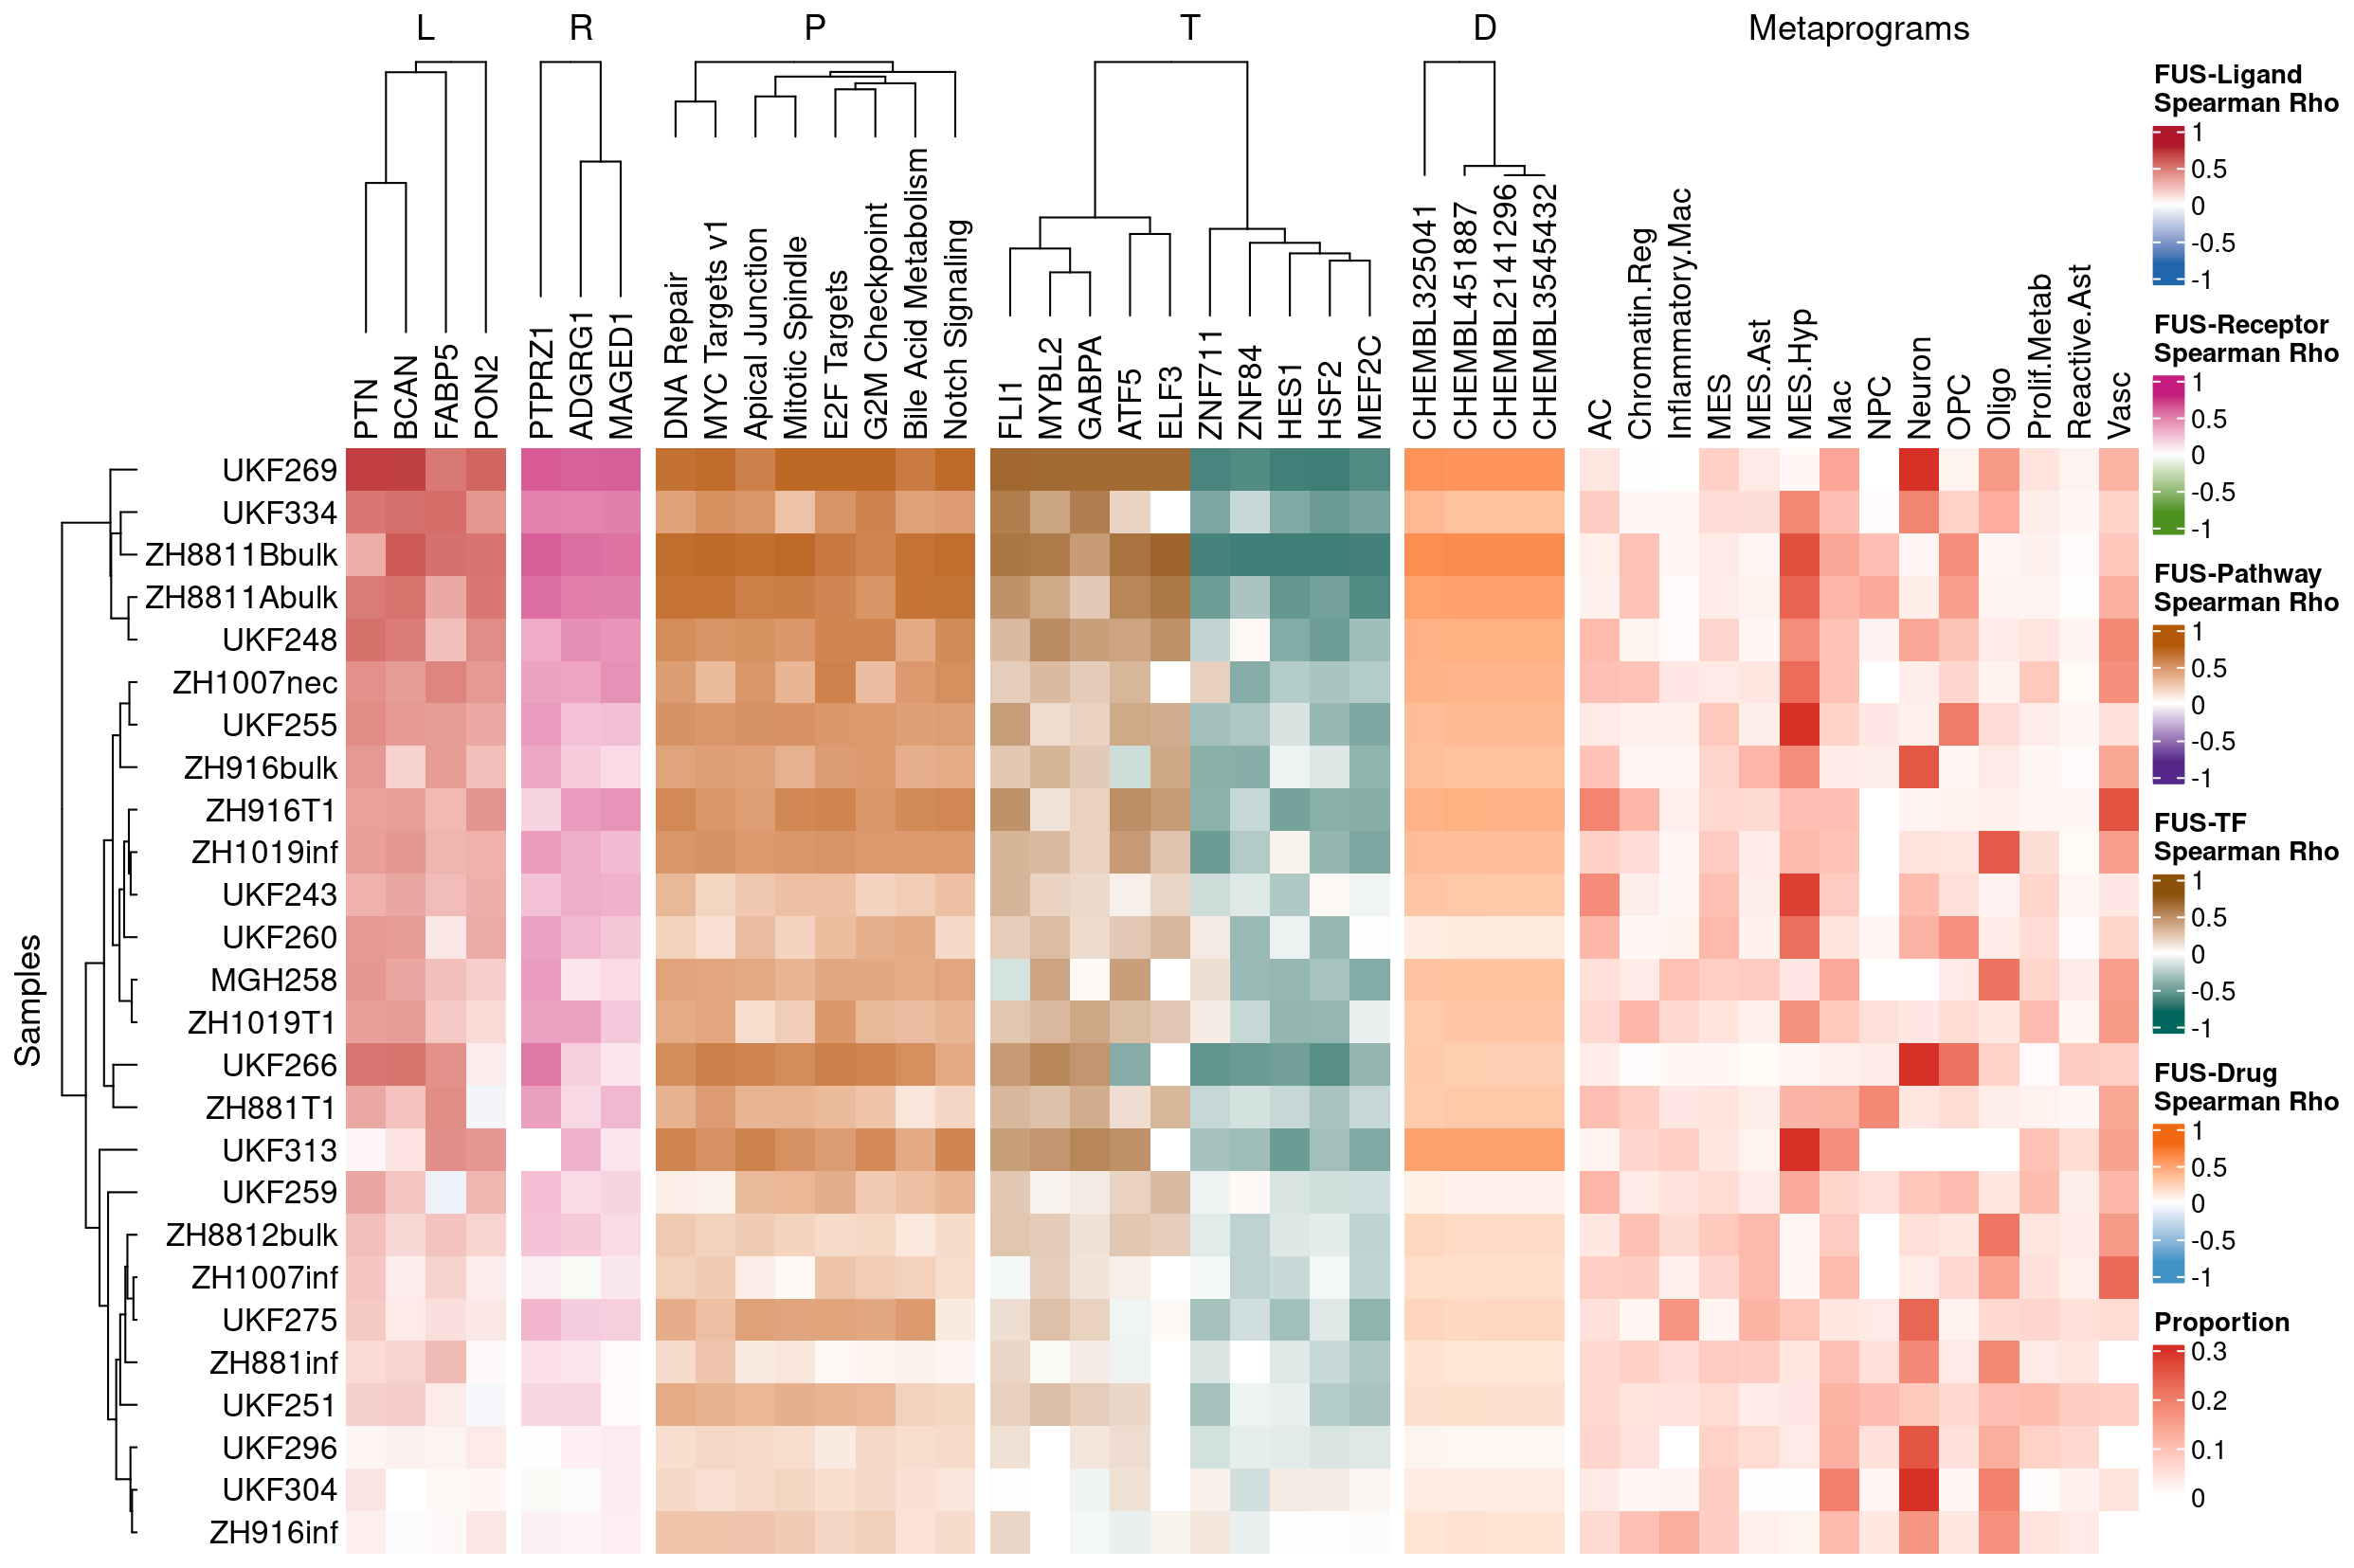 L R P T D Metaprograms
PTN
BCAN
FABP5
PON2
PTPRZ1
ADGRG1
MAGED1
DNA Repair
MYC Targets v1
Apical Junction
Mitotic Spindle
E2F Targets
G2M Checkpoint
Bile Acid Metabolism
Notch Signaling
FLI1
MYBL2
GABPA
ATF5
ELF3
ZNF711
ZNF84
HES1
HSF2
MEF2C
CHEMBL325041
CHEMBL451887
CHEMBL2141296
CHEMBL3545432
AC
Chromatin.Reg
Inflammatory.Mac
MES
MES.Ast
MES.Hyp
Mac
NPC
Neuron
OPC
Oligo
Prolif.Metab
Reactive.Ast
Vasc
Samples
UKF269
UKF334
ZH8811Bbulk
ZH8811Abulk
UKF248
ZH1007nec
UKF255
ZH916bulk
ZH916T1
ZH1019inf
UKF243
UKF260
MGH258
ZH1019T1
UKF266
ZH881T1
UKF313
UKF259
ZH8812bulk
ZH1007inf
UKF275
ZH881inf
UKF251
UKF296
UKF304
ZH916inf
FUS-Ligand
Spearman Rho
1
0.5
0
-0.5
-1
FUS-Receptor
Spearman Rho
1
0.5
0
-0.5
-1
FUS-Pathway
Spearman Rho
1
0.5
0
-0.5
-1
FUS-TF
Spearman Rho
1
0.5
0
-0.5
-1
FUS-Drug
Spearman Rho
1
0.5
0
-0.5
-1
Proportion
0.3
0.2
0.1
0